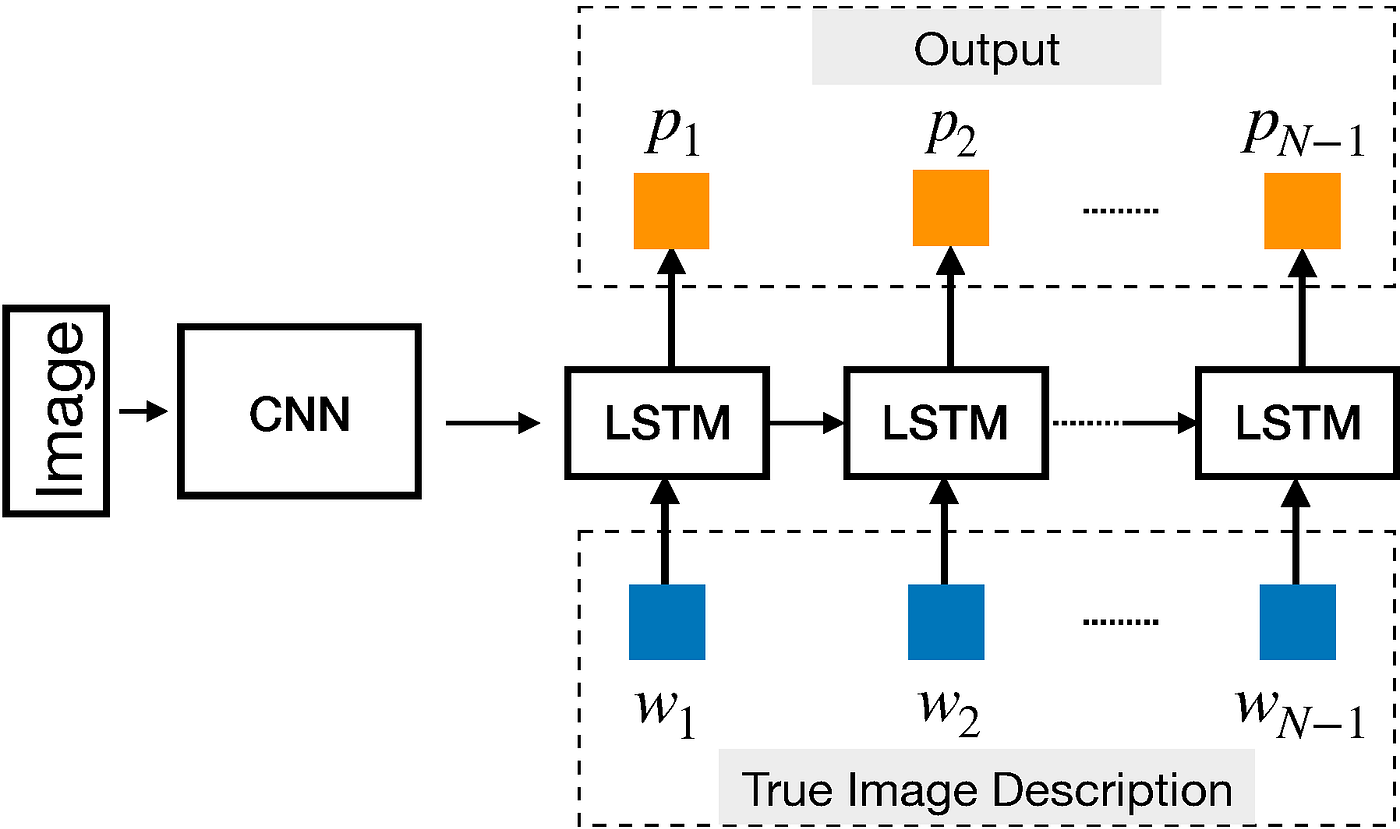 Output
p₁ p₂ pN−1
Image
CNN
LSTM LSTM LSTM
w₁ w₂ wN−1
True Image Description